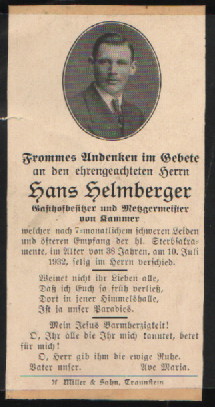 Frommes Andenken im Gebete
an den ehrengeachteten Herrn
Hans Helmberger
Gasthofbesitzer und Metzgermeister
von Kammer
welcher nach 7monatlichem schweren Leiden
und öfteren Empfang der hl. Sterbsakra-
mente, im Alter von 38 Jahren, am 10. Juli
1932, selig im Herrn verschied.
Weinet nicht ihr Lieben alle,
Daß ich Euch so früh verließ,
Dort in jener Himmelshalle,
Ist ja unser Paradies.
Mein Jesus Barmherzigkeit!
O, Ihr alle die Ihr mich kanntet, betet
für mich!
O, Herr gib ihm die ewige Ruhe.
Vater unser. Ave Maria.
Miller & Sohn, Traunstein